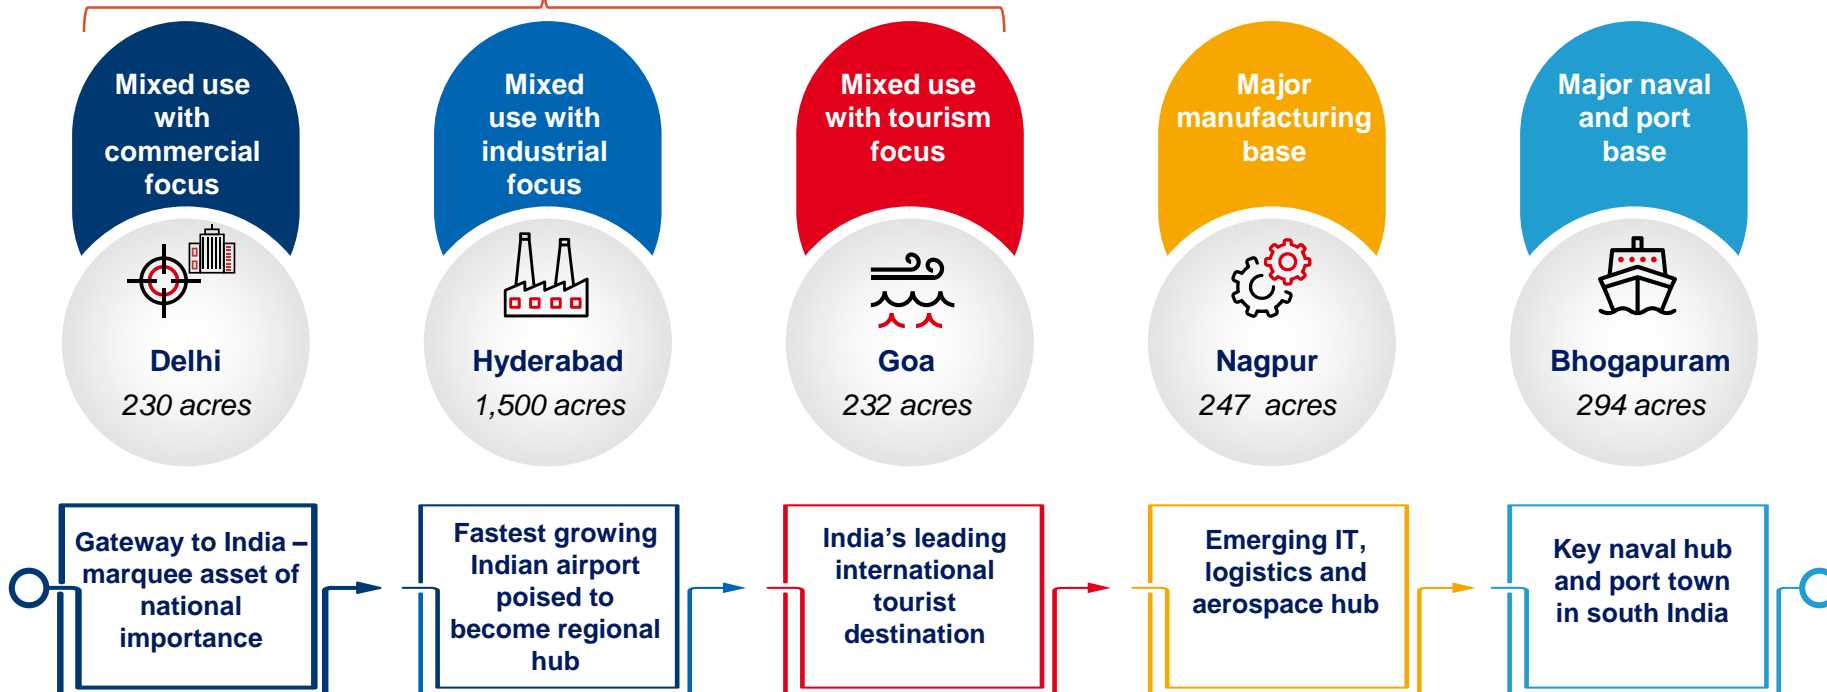 Mixed use
with
commercial
focus
Mixed
use with
industrial
focus
Mixed use
with tourism
focus
Major
manufacturing
base
Major naval
and port
base
Delhi
230 acres
Hyderabad
1,500 acres
Goa
232 acres
Nagpur
247 acres
Bhogapuram
294 acres
Gateway to India –
marquee asset of
national
importance
Fastest growing
Indian airport
poised to
become regional
hub
India’s leading
international
tourist
destination
Emerging IT,
logistics and
aerospace hub
Key naval hub
and port town
in south India